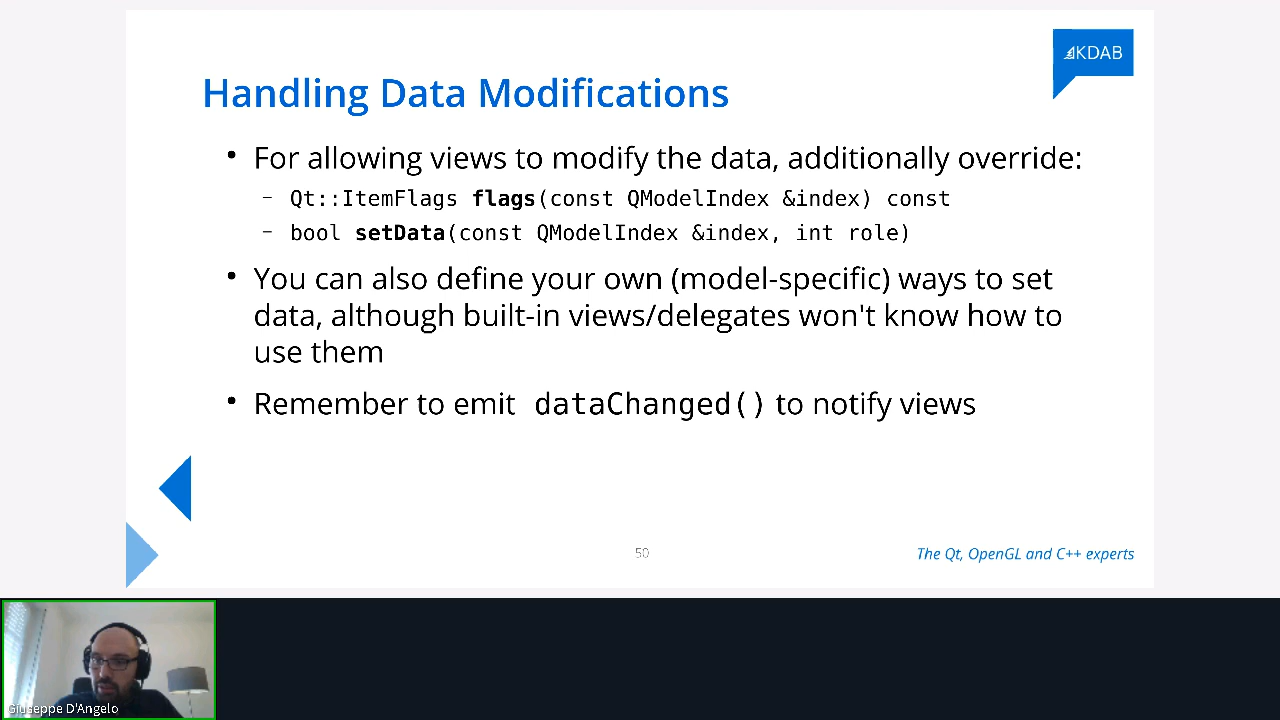 KDAB
Handling Data Modifications
• For allowing views to modify the data, additionally override:
– Qt::ItemFlags flags(const QModelIndex &index) const
– bool setData(const QModelIndex &index, int role)
• You can also define your own (model-specific) ways to set
data, although built-in views/delegates won't know how to
use them
• Remember to emit dataChanged() to notify views
50
The Qt, OpenGL and C++ experts
Giuseppe D'Angelo